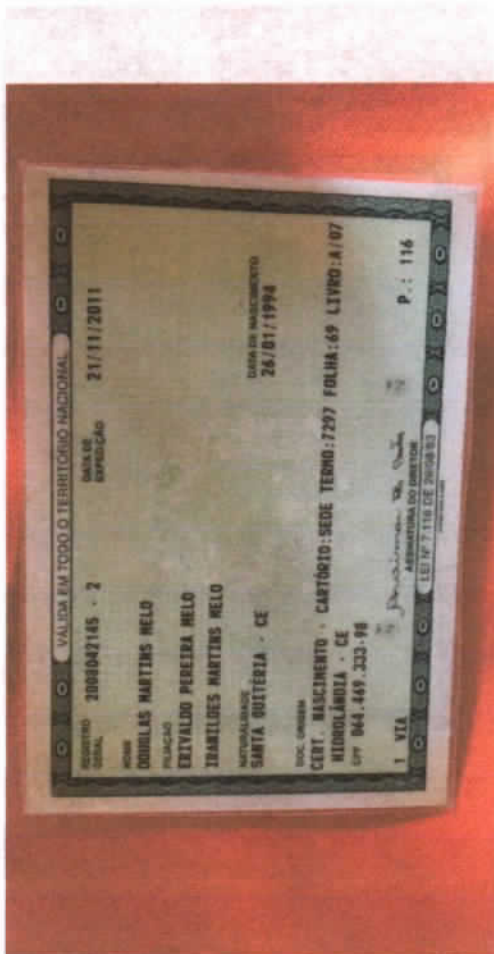 VÁLIDA EM TODO O TERRITÓRIO NACIONAL
REGISTRO GERAL 2008042145 - 2 DATA DE EXPEDIÇÃO 21/11/2011
NOME
DOUGLAS MARTINS MELO
FILIAÇÃO
ERIVALDO PEREIRA MELO
IRANILDES MARTINS MELO
NATURALIDADE DATA DE NASCIMENTO
SANTA QUITÉRIA - CE 26/01/1994
DOC. ORIGEM
CERT. NASCIMENTO - CARTÓRIO:SEDE TERMO:7297 FOLHA:69 LIVRO:A/07
HIDROLÂNDIA - CE
CPF 064.469.333-98
1 VIA P.: 116
ASSINATURA DO DIRETOR
LEI Nº 7.116 DE 29/08/83